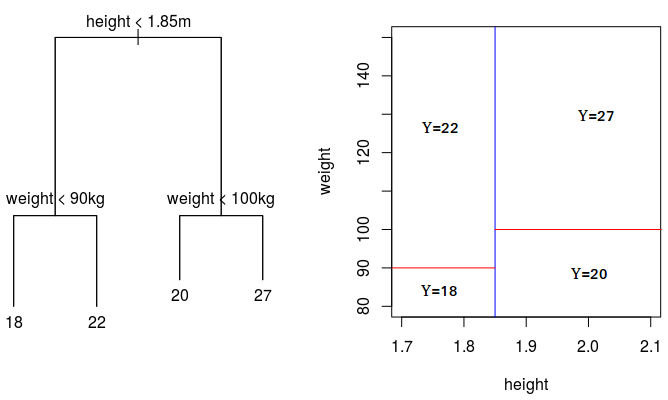 height < 1.85m
weight < 90kg
weight < 100kg
18
22
20
27
weight
140
120
100
90
80
Y=22
Y=27
Y=18
Y=20
1.7
1.8
1.9
2.0
2.1
height